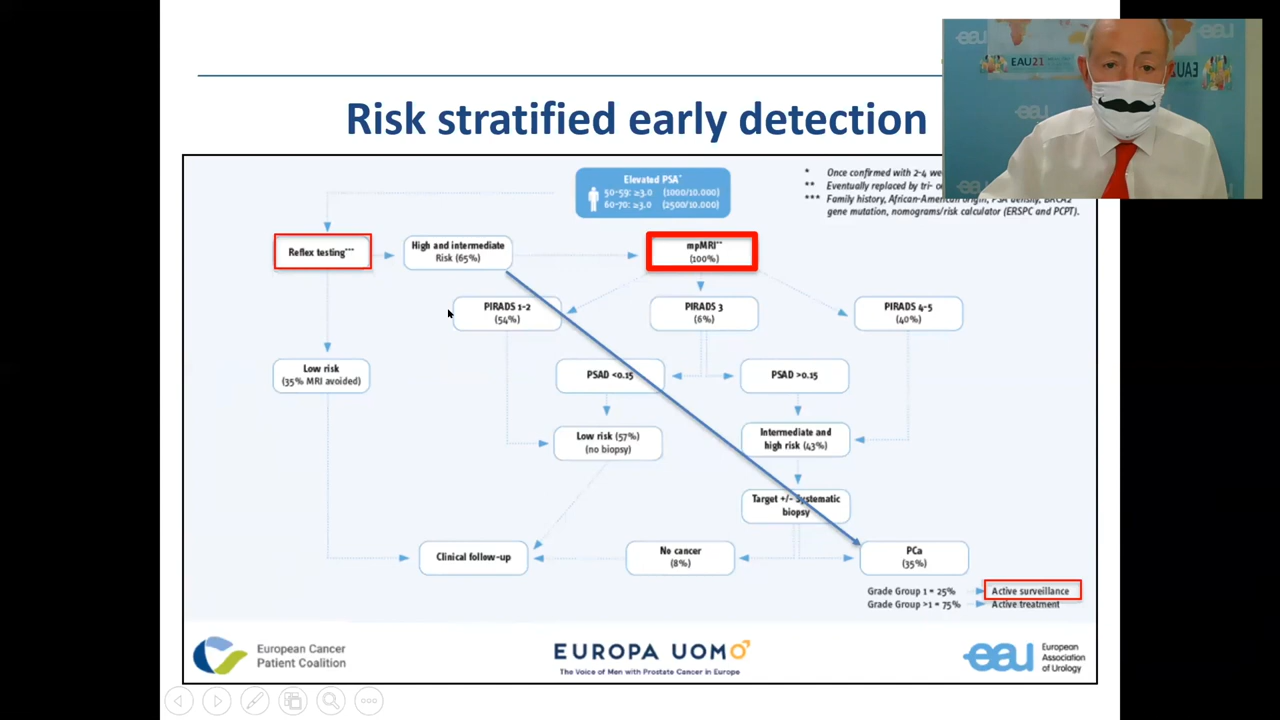 Risk stratified early detection
eau
EAU21
EAU21
eau
eau
Elevated PSA*
50-59: ≥3.0 (1000/10.000)
60-70: ≥3.0 (2500/10.000)
* Once confirmed with 2-4 we
** Eventually replaced by tri- o
*** Family history, African-American origin, PSA density, BRCA2
gene mutation, nomograms/risk calculator (ERSPC and PCPT).
Reflex testing***
High and intermediate
Risk (65%)
mpMRI**
(100%)
PIRADS 1-2
(54%)
PIRADS 3
(6%)
PIRADS 4-5
(40%)
Low risk
(35% MRI avoided)
PSAD <0.15
PSAD >0.15
Low risk (57%)
(no biopsy)
Intermediate and
high risk (43%)
Target +/- Systematic
biopsy
Clinical follow-up
No cancer
(8%)
PCa
(35%)
Grade Group 1 = 25% Active surveillance
Grade Group >1 = 75% Active treatment
European Cancer
Patient Coalition
EUROPA UOMO
The Voice of Men with Prostate Cancer in Europe
eau
European
Association
of Urology